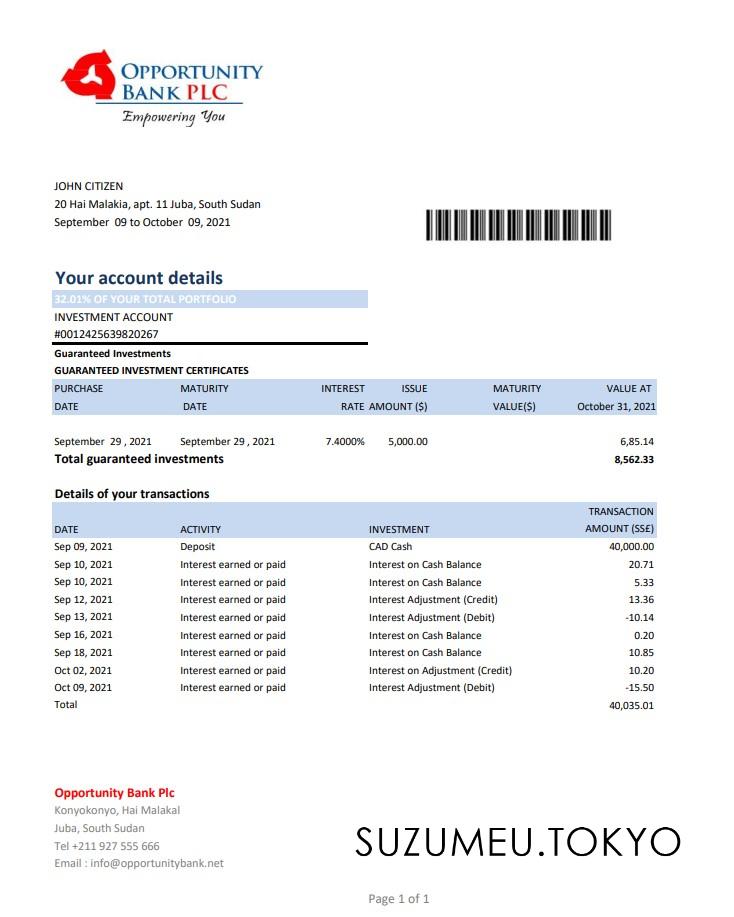 OPPORTUNITY
BANK PLC
Empowering You
JOHN CITIZEN
20 Hai Malakia, apt. 11 Juba, South Sudan
September 09 to October 09, 2021
Your account details
32.01% OF YOUR TOTAL PORTFOLIO
INVESTMENT ACCOUNT
#0012425639820267
Guaranteed Investments
GUARANTEED INVESTMENT CERTIFICATES
PURCHASE MATURITY INTEREST ISSUE MATURITY VALUE AT
DATE DATE RATE AMOUNT ($) VALUE($) October 31, 2021
September 29 , 2021 September 29 , 2021 7.4000% 5,000.00 6,85.14
Total guaranteed investments 8,562.33
Details of your transactions
TRANSACTION
DATE ACTIVITY INVESTMENT AMOUNT (SS£)
Sep 09, 2021 Deposit CAD Cash 40,000.00
Sep 10, 2021 Interest earned or paid Interest on Cash Balance 20.71
Sep 10, 2021 Interest earned or paid Interest on Cash Balance 5.33
Sep 12, 2021 Interest earned or paid Interest Adjustment (Credit) 13.36
Sep 13, 2021 Interest earned or paid Interest Adjustment (Debit) -10.14
Sep 16, 2021 Interest earned or paid Interest on Cash Balance 0.20
Sep 18, 2021 Interest earned or paid Interest on Cash Balance 10.85
Oct 02, 2021 Interest earned or paid Interest on Adjustment (Credit) 10.20
Oct 09, 2021 Interest earned or paid Interest Adjustment (Debit) -15.50
Total 40,035.01
Opportunity Bank Plc
Konyokonyo, Hai Malakal
Juba, South Sudan
Tel +211 927 555 666
Email : info@opportunitybank.net
SUZUMEU.TOKYO
Page 1 of 1